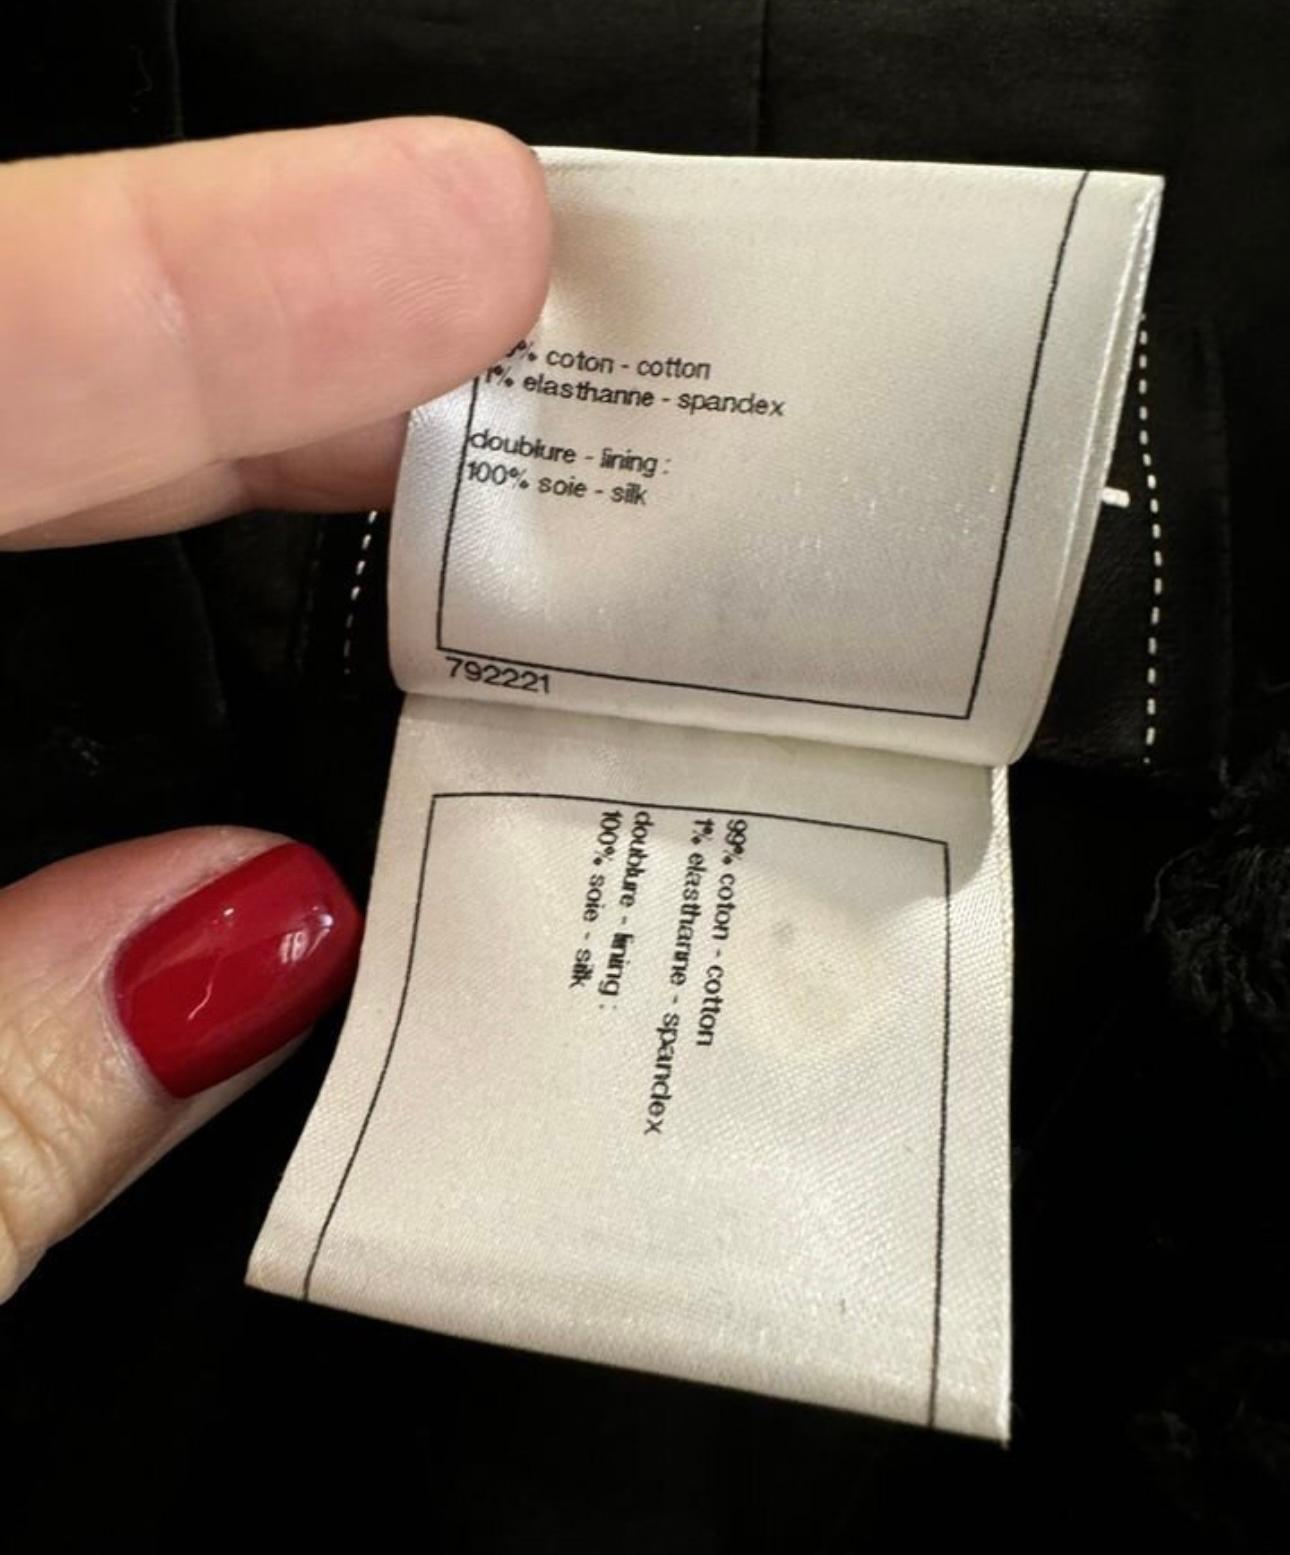 % coton - cotton
1% elasthanne - spandex
doublure - lining :
100% soie - silk
792221
99% coton - cotton
1% elasthanne - spandex
doublure - lining :
100% soie - silk